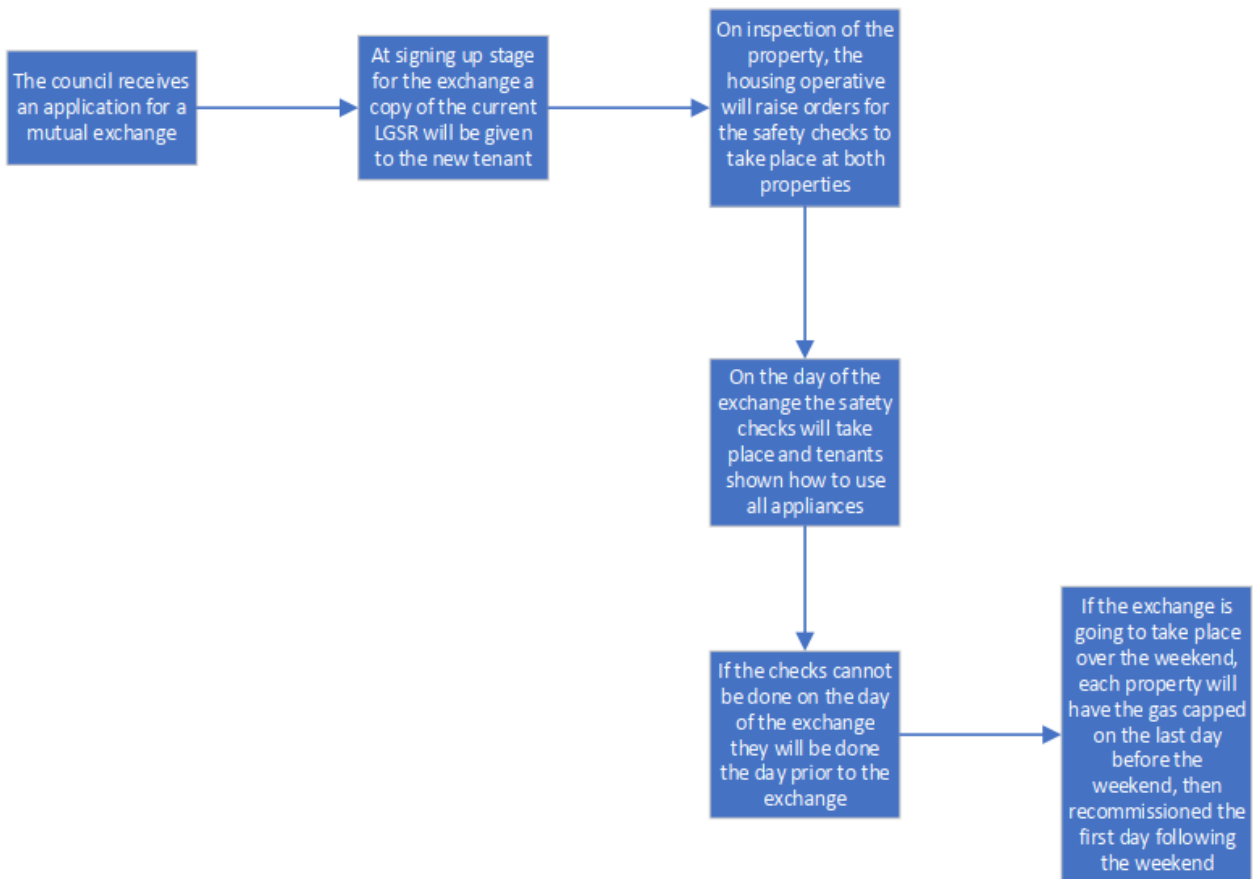 The council receives
an application for a
mutual exchange
At signing up stage
for the exchange a
copy of the current
LGSR will be given
to the new tenant
On inspection of the
property, the
housing operative
will raise orders for
the safety checks to
take place at both
properties
On the day of the
exchange the safety
checks will take
place and tenants
shown how to use
all appliances
If the checks cannot
be done on the day
of the exchange
they will be done
the day prior to the
exchange
If the exchange is
going to take place
over the weekend,
each property will
have the gas capped
on the last day
before the
weekend, then
recommissioned the
first day following
the weekend